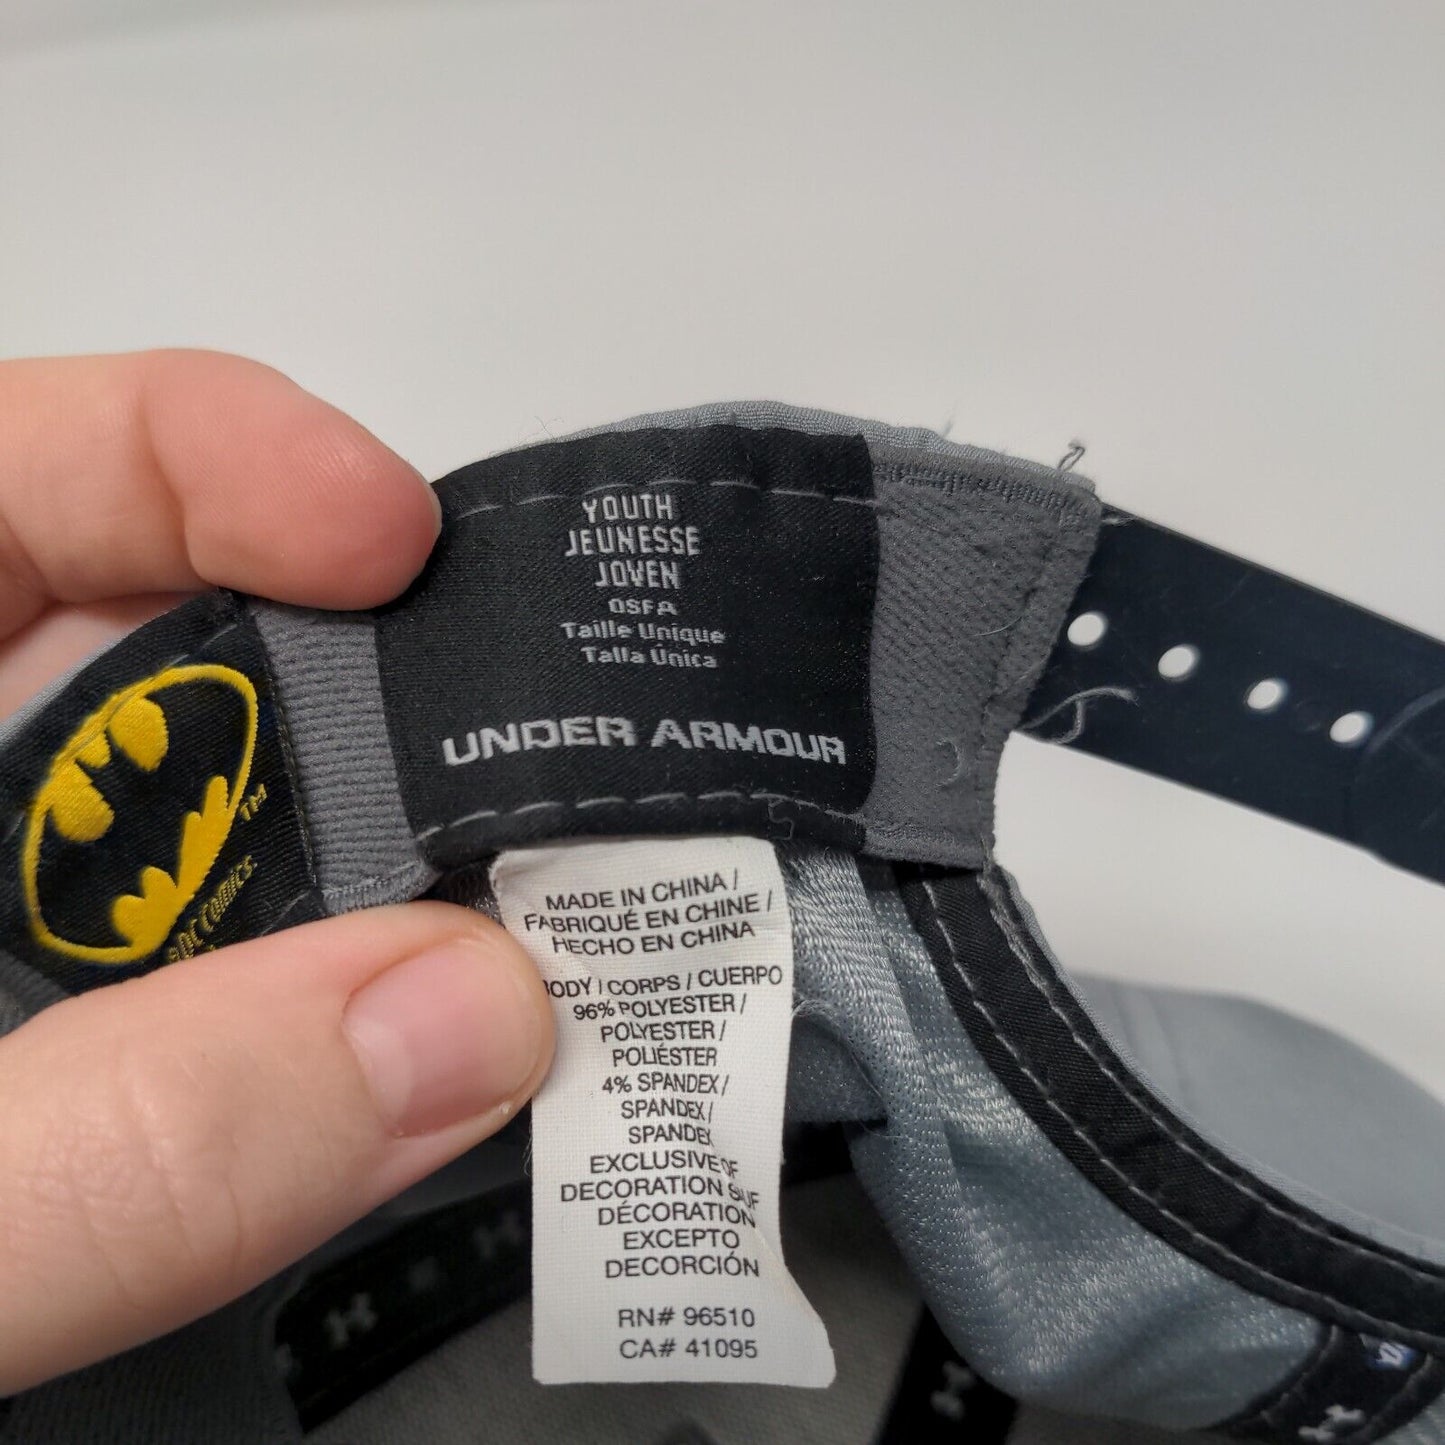 YOUTH
JEUNESSE
JOVEN
OSFA
Taille Unique
Talla Única
UNDER ARMOUR
TM
DC COMICS
MADE IN CHINA /
FABRIQUÉ EN CHINE /
HECHO EN CHINA
BODY / CORPS / CUERPO
96% POLYESTER /
POLYESTER /
POLIÉSTER
4% SPANDEX /
SPANDEX /
SPANDEX
EXCLUSIVE OF
DECORATION SAUF
DÉCORATION
EXCEPTO
DECORCIÓN
RN# 96510
CA# 41095